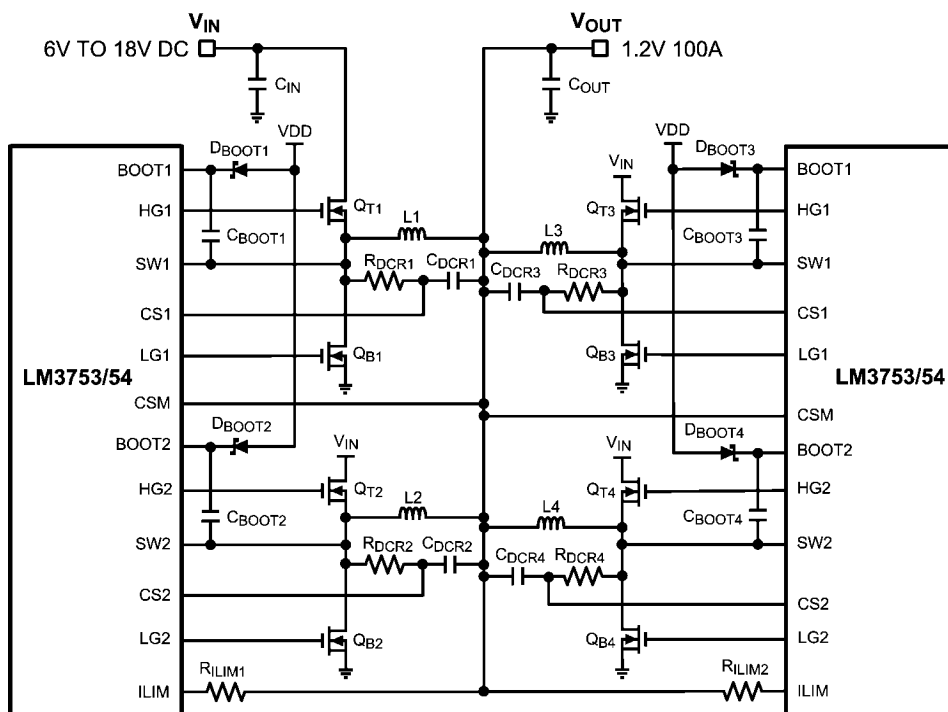 VIN
VOUT
6V TO 18V DC
1.2V 100A
CIN
COUT
VDD
VDD
DBOOT1
DBOOT3
BOOT1
BOOT1
VIN
HG1
QT1
QT3
HG1
L1
L3
CBOOT1
CBOOT3
SW1
SW1
RDCR1
CDCR1
CDCR3
RDCR3
CS1
CS1
LG1
QB1
QB3
LG1
LM3753/54
LM3753/54
CSM
CSM
DBOOT2
DBOOT4
BOOT2
BOOT2
VIN
VIN
HG2
QT2
QT4
HG2
L2
L4
CBOOT2
CBOOT4
SW2
SW2
RDCR2
CDCR2
CDCR4
RDCR4
CS2
CS2
LG2
QB2
QB4
LG2
RILIM1
RILIM2
ILIM
ILIM